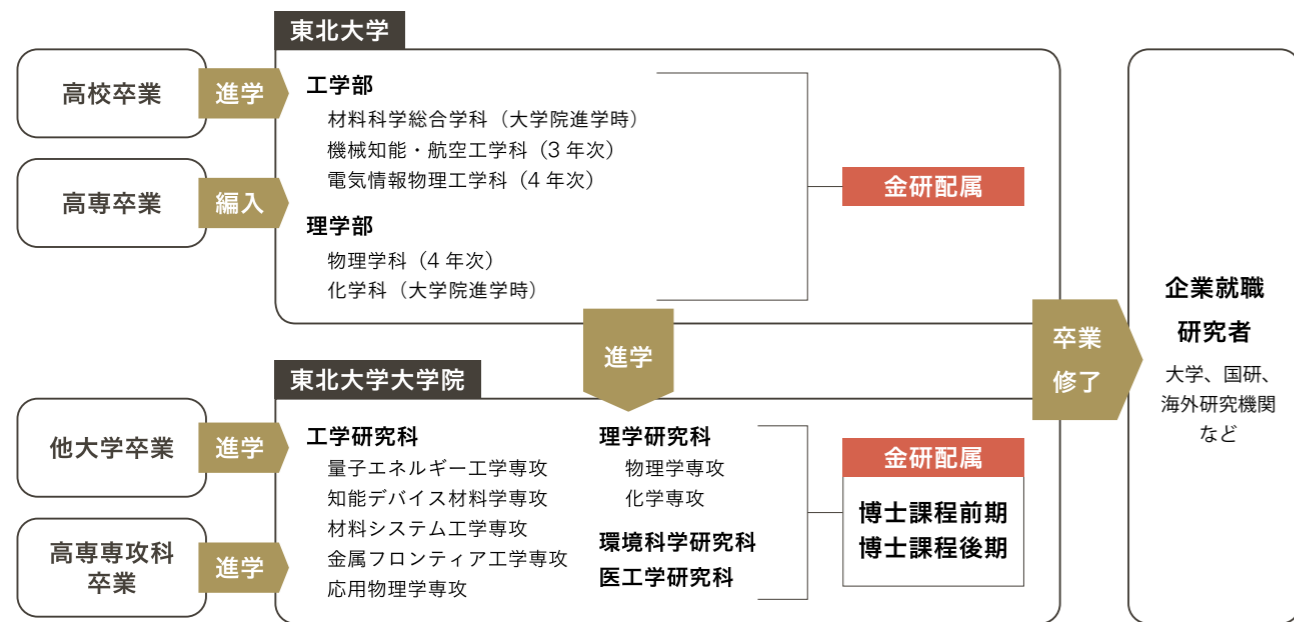 東北大学
高校卒業
進学
高専卒業
編入
工学部
材料科学総合学科（大学院進学時）
機械知能・航空工学科（3 年次）
電気情報物理工学科（4 年次）
理学部
物理学科（4 年次）
化学科（大学院進学時）
金研配属
進学
東北大学大学院
他大学卒業
進学
高専専攻科
卒業
進学
工学研究科
量子エネルギー工学専攻
知能デバイス材料学専攻
材料システム工学専攻
金属フロンティア工学専攻
応用物理学専攻
理学研究科
物理学専攻
化学専攻
環境科学研究科
医工学研究科
金研配属
博士課程前期
博士課程後期
卒業
修了
企業就職
研究者
大学、国研、
海外研究機関
など